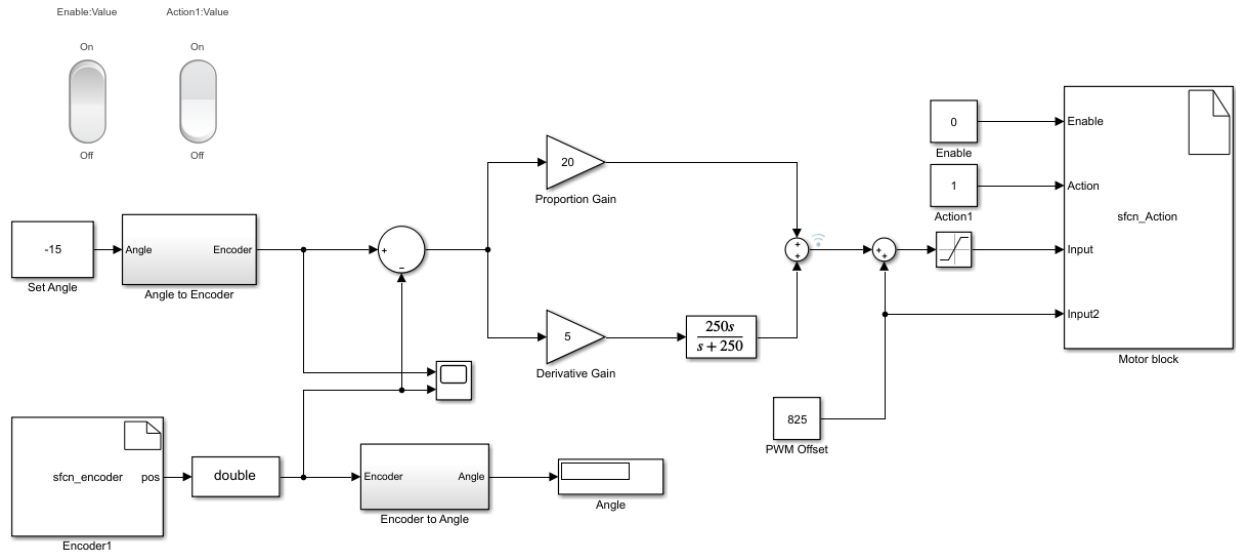 Enable:Value
Action1:Value
On
On
Off
Off
20
Proportion Gain
0
Enable
1
Action1
Enable
Action
sfcn_Action
Input
Input2
Motor block
-15
Set Angle
Angle
Encoder
Angle to Encoder
+
−
+
+
+
+
5
Derivative Gain
250s
s + 250
825
PWM Offset
sfcn_encoder
pos
Encoder1
double
Encoder
Angle
Encoder to Angle
Angle